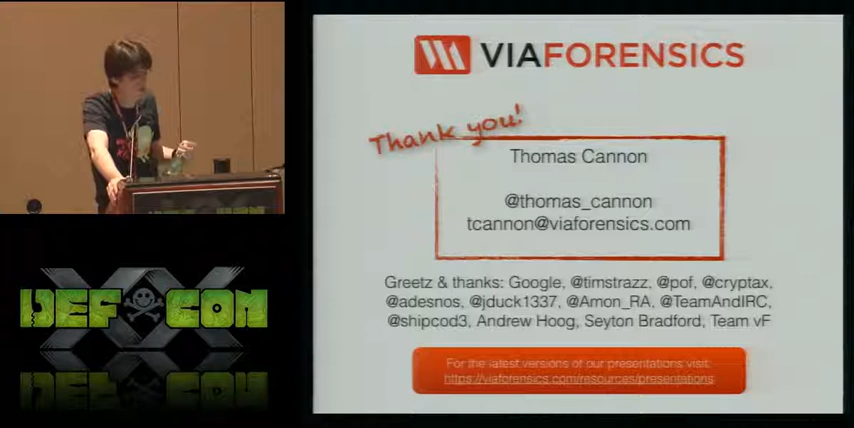 VIAFORENSICS
Thank you!
Thomas Cannon
@thomas_cannon
tcannon@viaforensics.com
Greetz & thanks: Google, @timstrazz, @pof, @cryptax,
@adesnos, @jduck1337, @Amon_RA, @TeamAndIRC,
@shipcod3, Andrew Hoog, Seyton Bradford, Team vF
For the latest versions of our presentations visit:
https://viaforensics.com/resources/presentations
DEF CON
XX